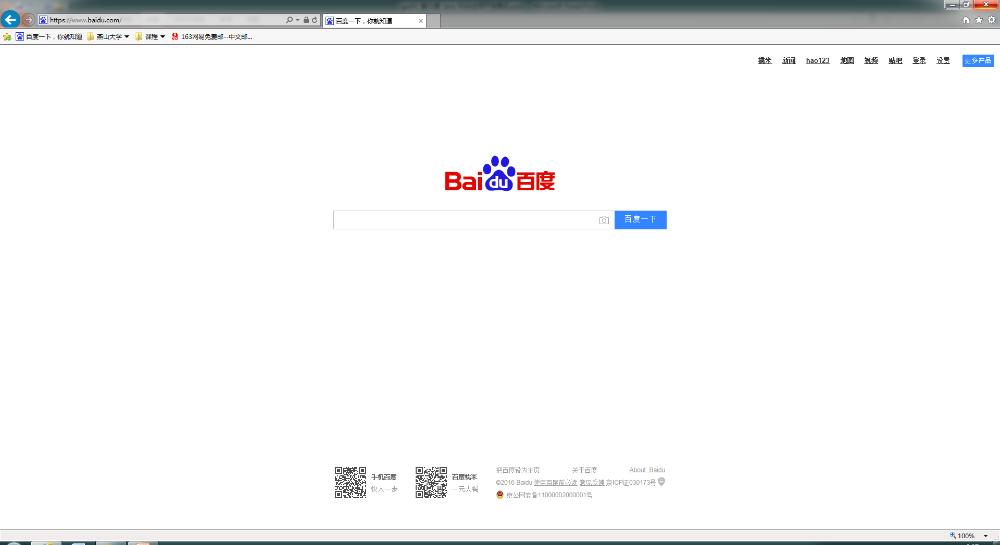 https://www.baidu.com/
百度一下，你就知道
百度一下，你就知道
燕山大学
课程
163网易免费邮--中文邮...
糯米
新闻
hao123
地图
视频
贴吧
登录
设置
更多产品
Bai du 百度
百度一下
手机百度
快人一步
百度糯米
一元大餐
把百度设为主页
关于百度
About Baidu
©2016 Baidu 使用百度前必读 意见反馈 京ICP证030173号
京公网安备11000002000001号
100%